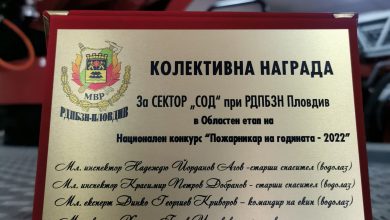 МВР
РДПБЗН-ПЛОВДИВ
КОЛЕКТИВНА НАГРАДА
За СЕКТОР „СОД“ при РДПБЗН Пловдив
в Областен етап на
Национален конкурс “Пожарникар на годината - 2022”
Мл. инспектор Надеждю Йорданов Агов -старши спасител (водолаз)
Мл. инспектор Красимир Петров Добранов - старши спасител (водолаз)
Мл. експерт Динко Георгиев Криворов – командир на екип (водолаз)